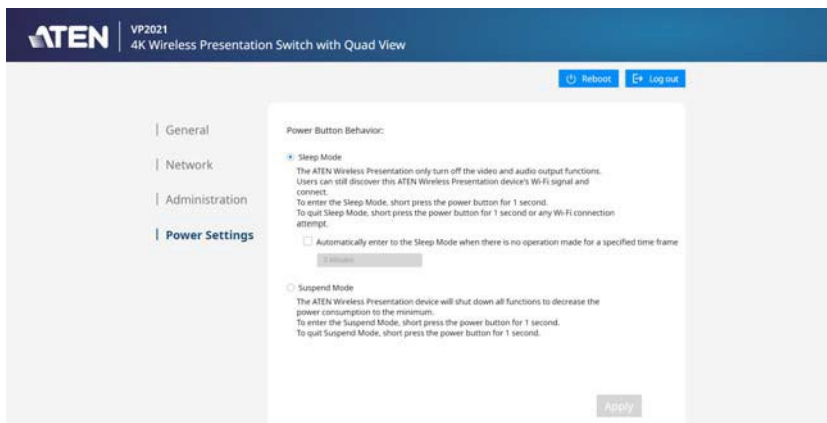 ATEN
VP2021
4K Wireless Presentation Switch with Quad View
Reboot
Log out
General
Network
Administration
Power Settings
Power Button Behavior:
Sleep Mode
The ATEN Wireless Presentation only turn off the video and audio output functions.
Users can still discover this ATEN Wireless Presentation device's Wi-Fi signal and
connect.
To enter the Sleep Mode, short press the power button for 1 second.
To quit Sleep Mode, short press the power button for 1 second or any Wi-Fi connection
attempt.
Automatically enter to the Sleep Mode when there is no operation made for a specified time frame
Minutes
Suspend Mode
The ATEN Wireless Presentation device will shut down all functions to decrease the
power consumption to the minimum.
To enter the Suspend Mode, short press the power button for 1 second.
To quit Suspend Mode, short press the power button for 1 second.
Apply